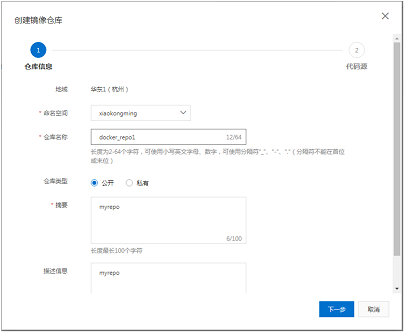 创建镜像仓库
1
2
仓库信息
代码源
地域 华东1（杭州）
* 命名空间 xiaokongming
* 仓库名称 docker_repo1 12/64
长度为2-64个字符，可使用小写英文字母、数字，可使用分隔符"_"、"-"、"."（分隔符不能在首位
或末位）
仓库类型 公开 私有
* 摘要 myrepo
6/100
长度最长100个字符
描述信息 myrepo
下一步 取消